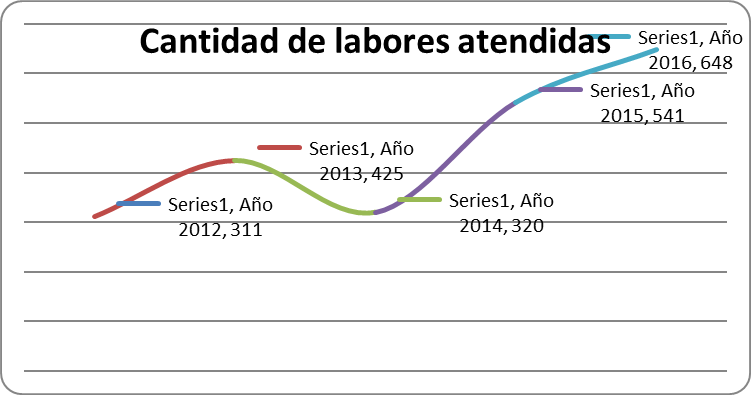 Cantidad de labores atendidas
Series1, Año
2016, 648
Series1, Año
2015, 541
Series1, Año
2013, 425
Series1, Año
2012, 311
Series1, Año
2014, 320